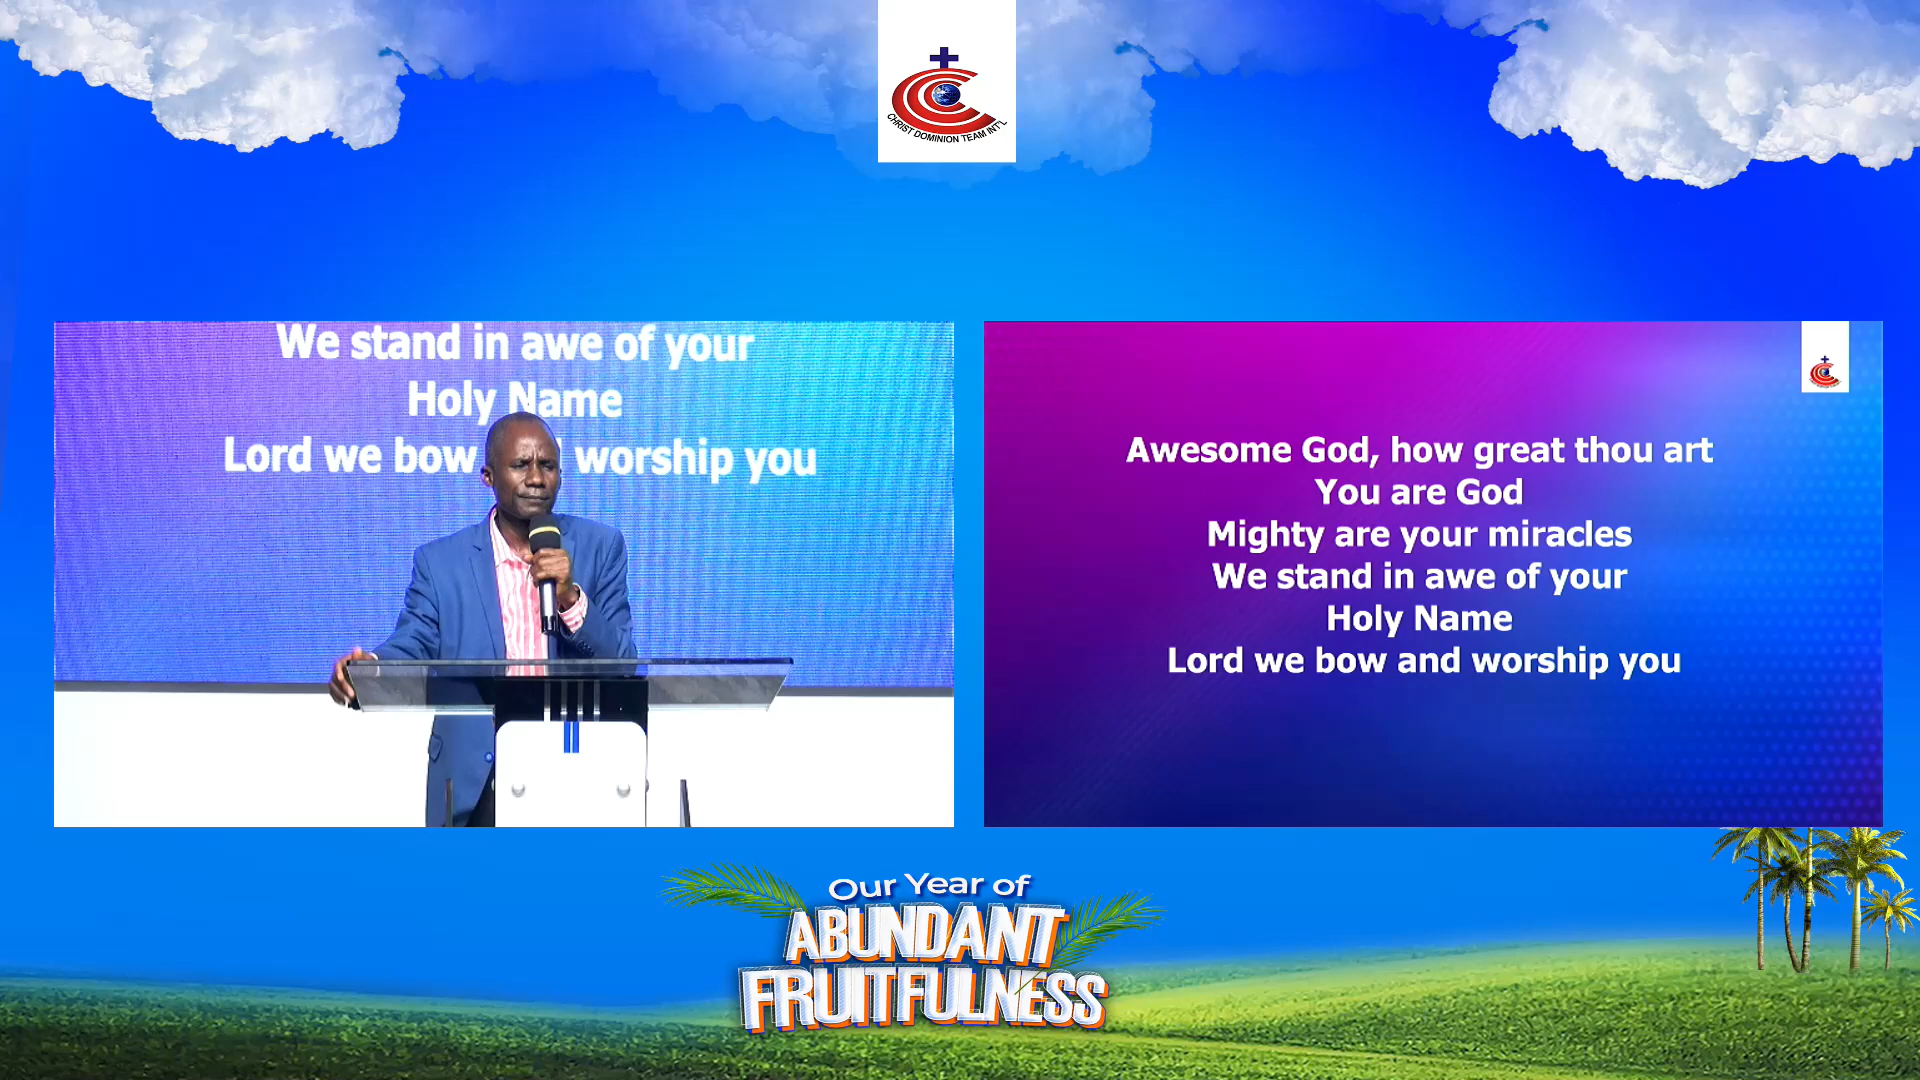 CHRIST DOMINION TEAM INT'L
We stand in awe of your
Holy Name
Lord we bow worship you
Awesome God, how great thou art
You are God
Mighty are your miracles
We stand in awe of your
Holy Name
Lord we bow and worship you
Our Year of
ABUNDANT
FRUITFULNESS